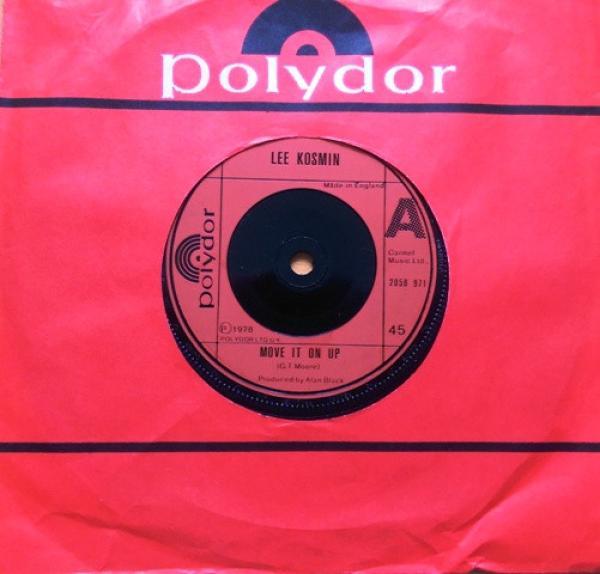 polydor
LEE KOSMIN
Made in England
A
polydor
Carmel
Music Ltd.
2058 971
℗ 1978
45
POLYDOR LTD U.K.
MOVE IT ON UP
(G.T Moore)
Produced by Alan Black